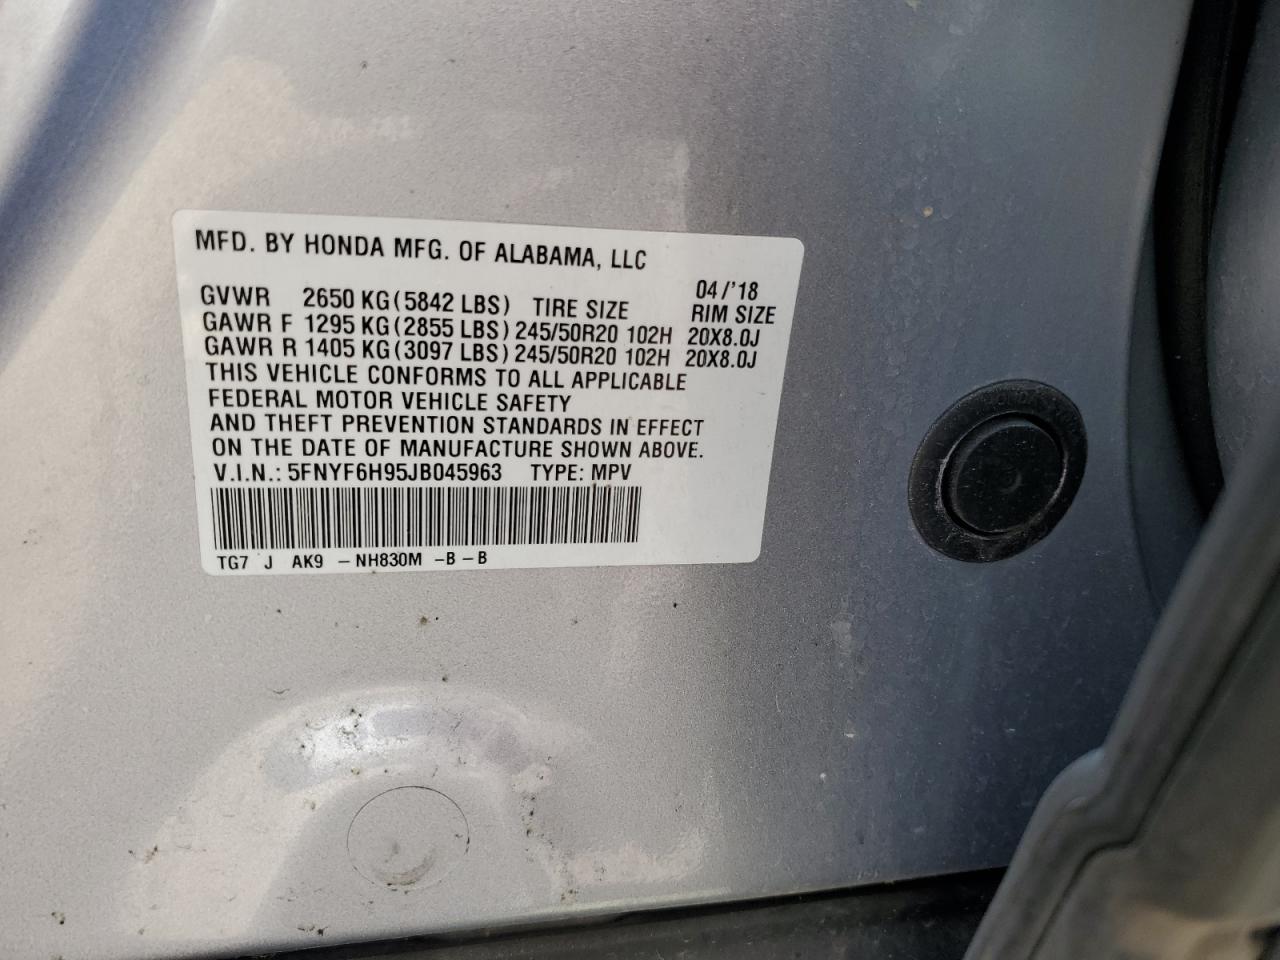 MFD. BY HONDA MFG. OF ALABAMA, LLC
04/'18
GVWR 2650 KG (5842 LBS) TIRE SIZE RIM SIZE
GAWR F 1295 KG (2855 LBS) 245/50R20 102H 20X8.0J
GAWR R 1405 KG (3097 LBS) 245/50R20 102H 20X8.0J
THIS VEHICLE CONFORMS TO ALL APPLICABLE
FEDERAL MOTOR VEHICLE SAFETY
AND THEFT PREVENTION STANDARDS IN EFFECT
ON THE DATE OF MANUFACTURE SHOWN ABOVE.
V.I.N.: 5FNYF6H95JB045963 TYPE: MPV
TG7 J AK9 - NH830M - B - B
HONDA